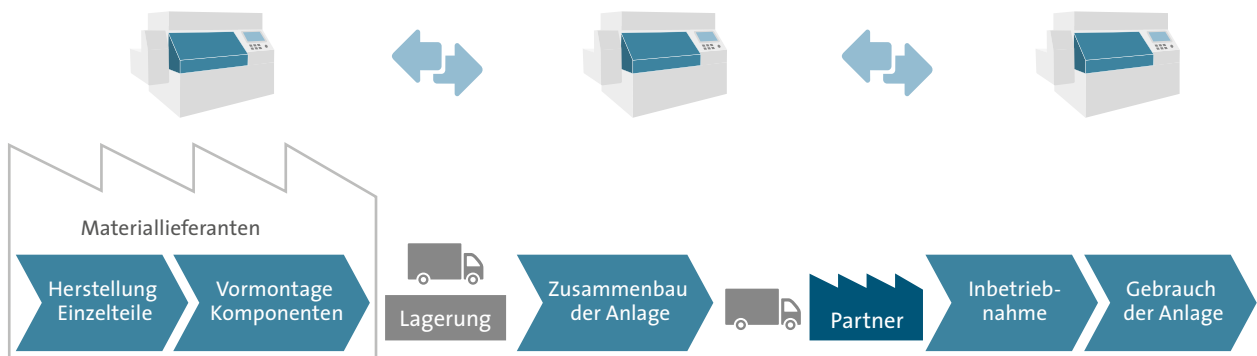 Materiallieferanten
Herstellung
Einzelteile
Vormontage
Komponenten
Lagerung
Zusammenbau
der Anlage
Partner
Inbetrieb-
nahme
Gebrauch
der Anlage